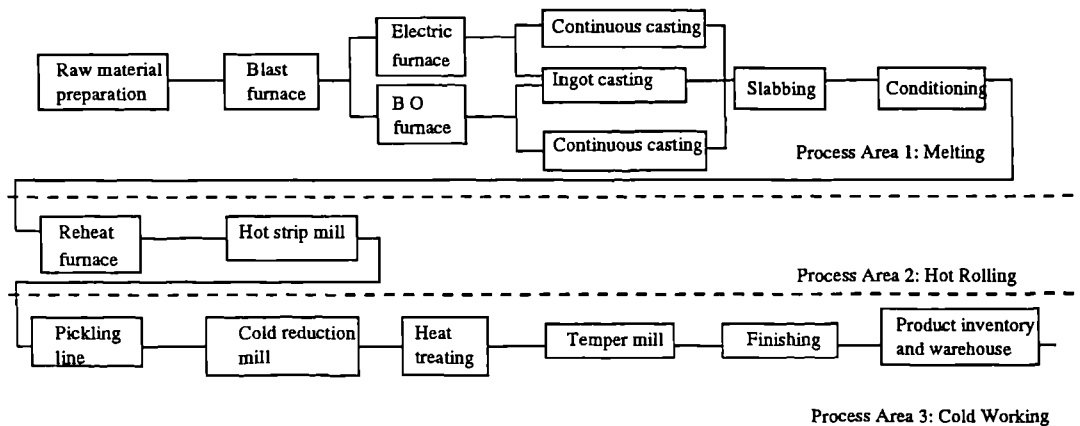 Raw material
preparation
Blast
furnace
Electric
furnace
B O
furnace
Continuous casting
Ingot casting
Continuous casting
Slabbing
Conditioning
Process Area 1: Melting
Reheat
furnace
Hot strip mill
Process Area 2: Hot Rolling
Pickling
line
Cold reduction
mill
Heat
treating
Temper mill
Finishing
Product inventory
and warehouse
Process Area 3: Cold Working